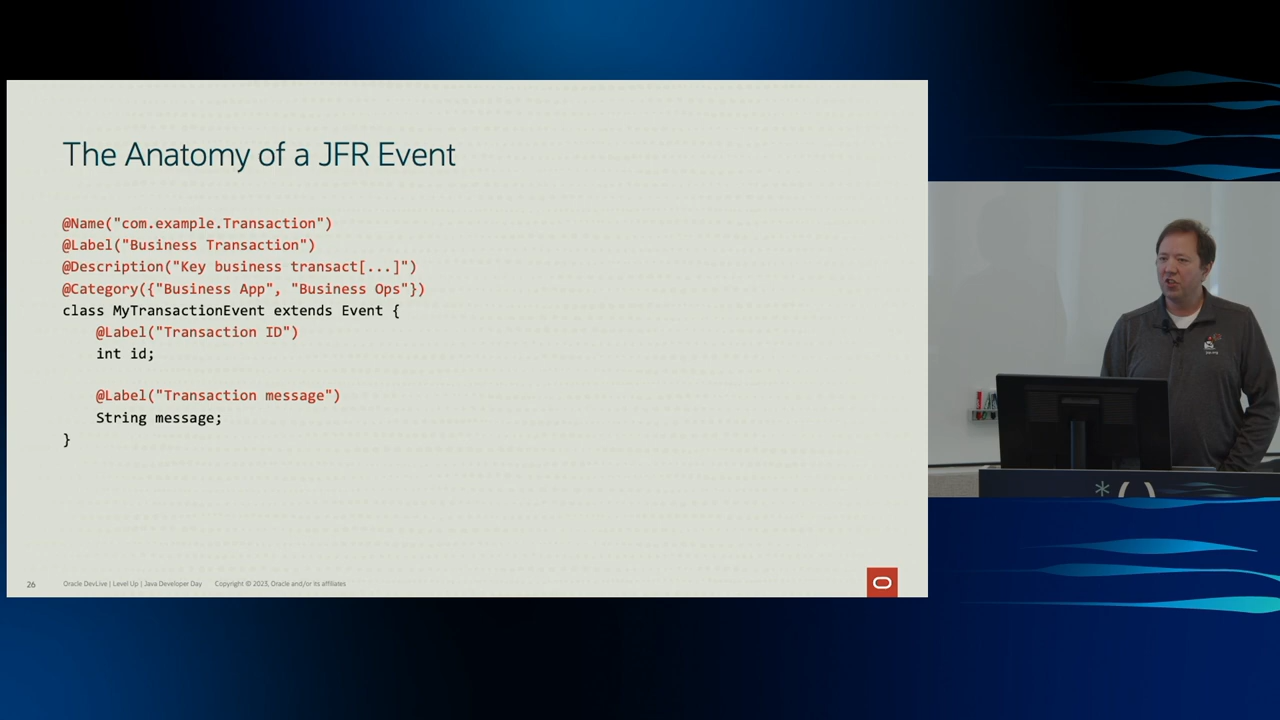 The Anatomy of a JFR Event
@Name("com.example.Transaction")
@Label("Business Transaction")
@Description("Key business transact[...]")
@Category({"Business App", "Business Ops"})
class MyTransactionEvent extends Event {
    @Label("Transaction ID")
    int id;
    @Label("Transaction message")
    String message;
}
26 Oracle DevLive | Level Up | Java Developer Day Copyright © 2023, Oracle and/or its affiliates
*()